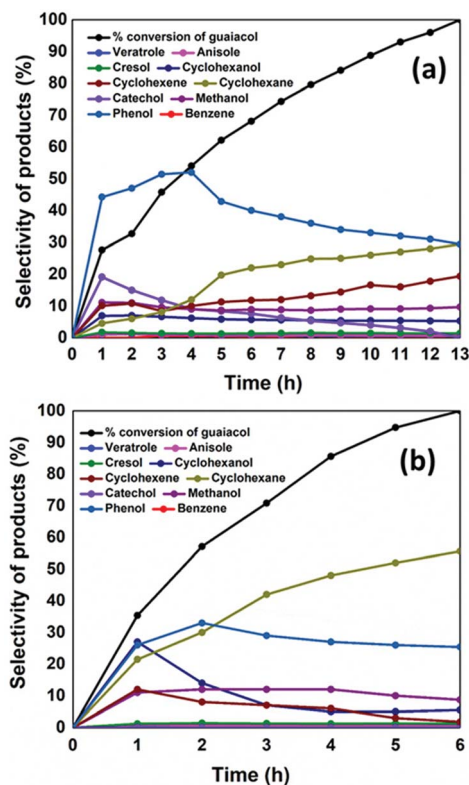 (a)
% conversion of guaiacol
Veratrole Anisole
Cresol Cyclohexanol
Cyclohexene Cyclohexane
Catechol Methanol
Phenol Benzene
Selectivity of products (%)
100
90
80
70
60
50
40
30
20
10
0
0 1 2 3 4 5 6 7 8 9 10 11 12 13
Time (h)
(b)
% conversion of guaiacol
Veratrole Anisole
Cresol Cyclohexanol
Cyclohexene Cyclohexane
Catechol Methanol
Phenol Benzene
Selectivity of products (%)
100
90
80
70
60
50
40
30
20
10
0
0 1 2 3 4 5 6
Time (h)